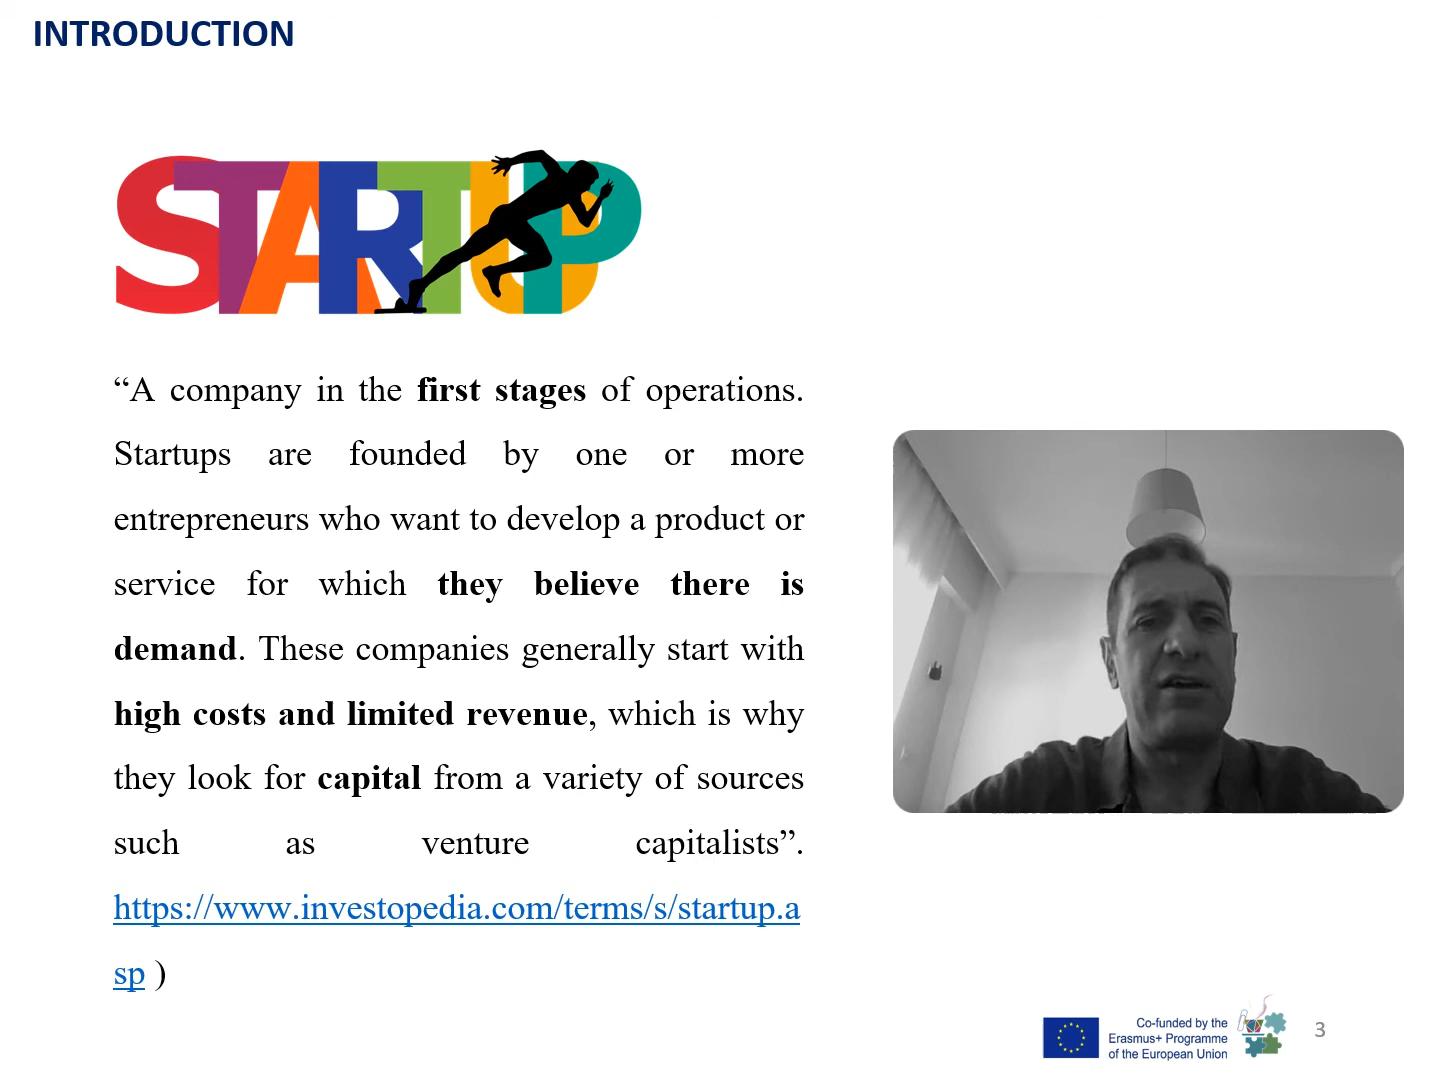 INTRODUCTION
STARTUP
“A company in the first stages of operations.
Startups are founded by one or more
entrepreneurs who want to develop a product or
service for which they believe there is
demand. These companies generally start with
high costs and limited revenue, which is why
they look for capital from a variety of sources
such as venture capitalists”.
https://www.investopedia.com/terms/s/startup.a
sp )
Co-funded by the
Erasmus+ Programme
of the European Union
3